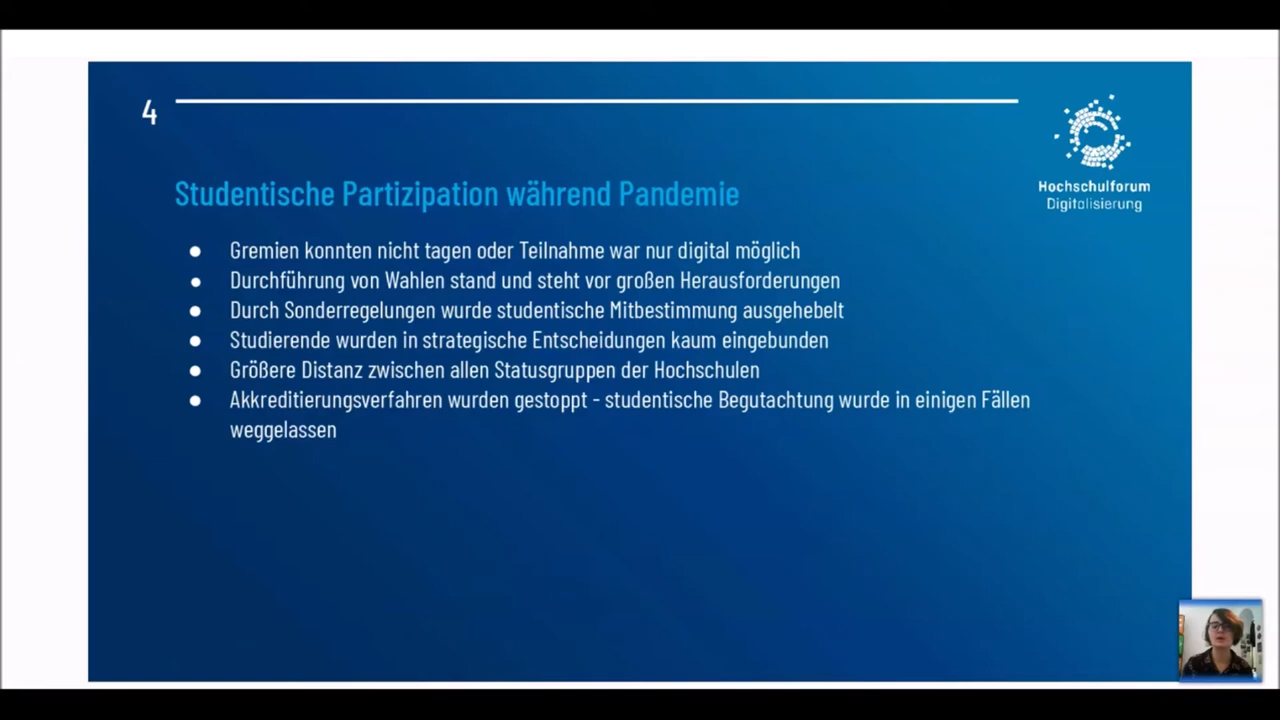 4
Hochschulforum
Digitalisierung
Studentische Partizipation während Pandemie
● Gremien konnten nicht tagen oder Teilnahme war nur digital möglich
● Durchführung von Wahlen stand und steht vor großen Herausforderungen
● Durch Sonderregelungen wurde studentische Mitbestimmung ausgehebelt
● Studierende wurden in strategische Entscheidungen kaum eingebunden
● Größere Distanz zwischen allen Statusgruppen der Hochschulen
● Akkreditierungsverfahren wurden gestoppt - studentische Begutachtung wurde in einigen Fällen
weggelassen